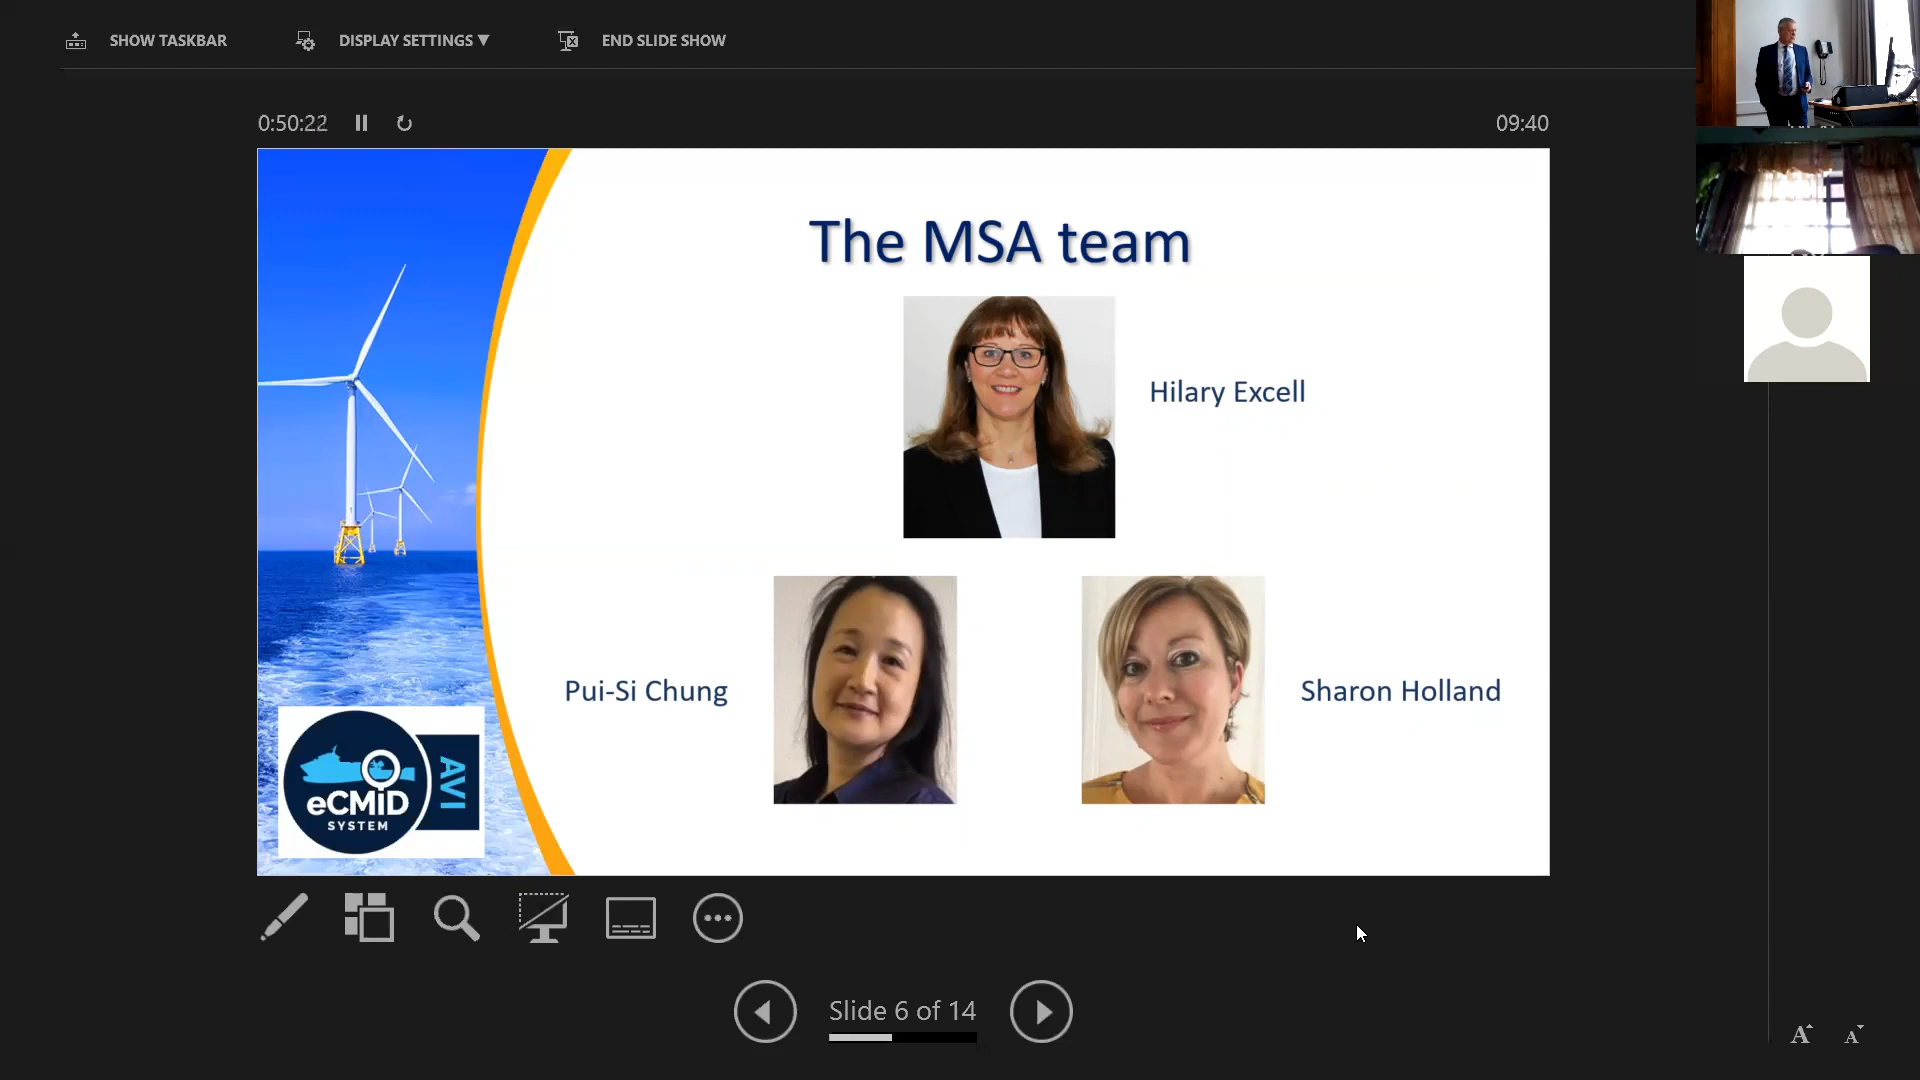 SHOW TASKBAR
DISPLAY SETTINGS ▼
END SLIDE SHOW
0:50:22
09:40
The MSA team
Hilary Excell
Pui-Si Chung
Sharon Holland
eCMID
SYSTEM
AVI
Slide 6 of 14
A A